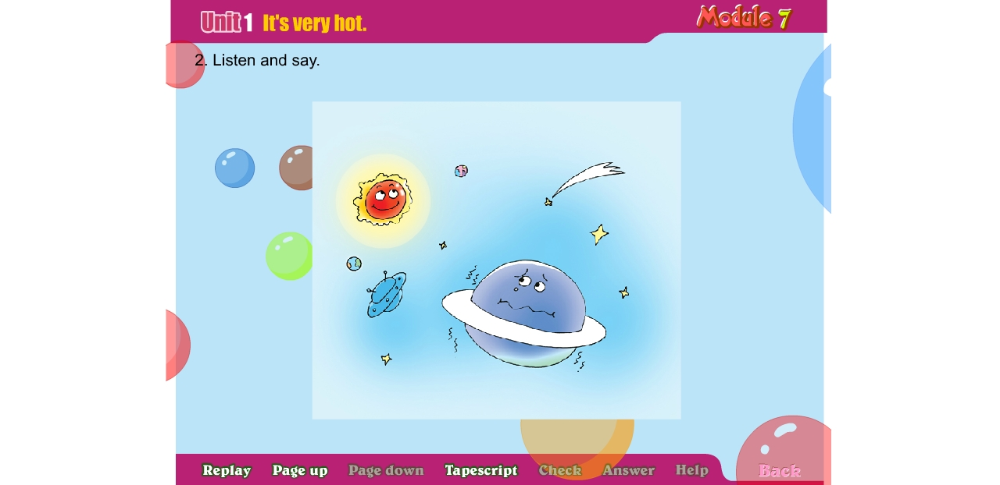 Unit 1 It's very hot.
Module 7
2. Listen and say.
Replay Page up Page down Tapescript Check Answer Help Back